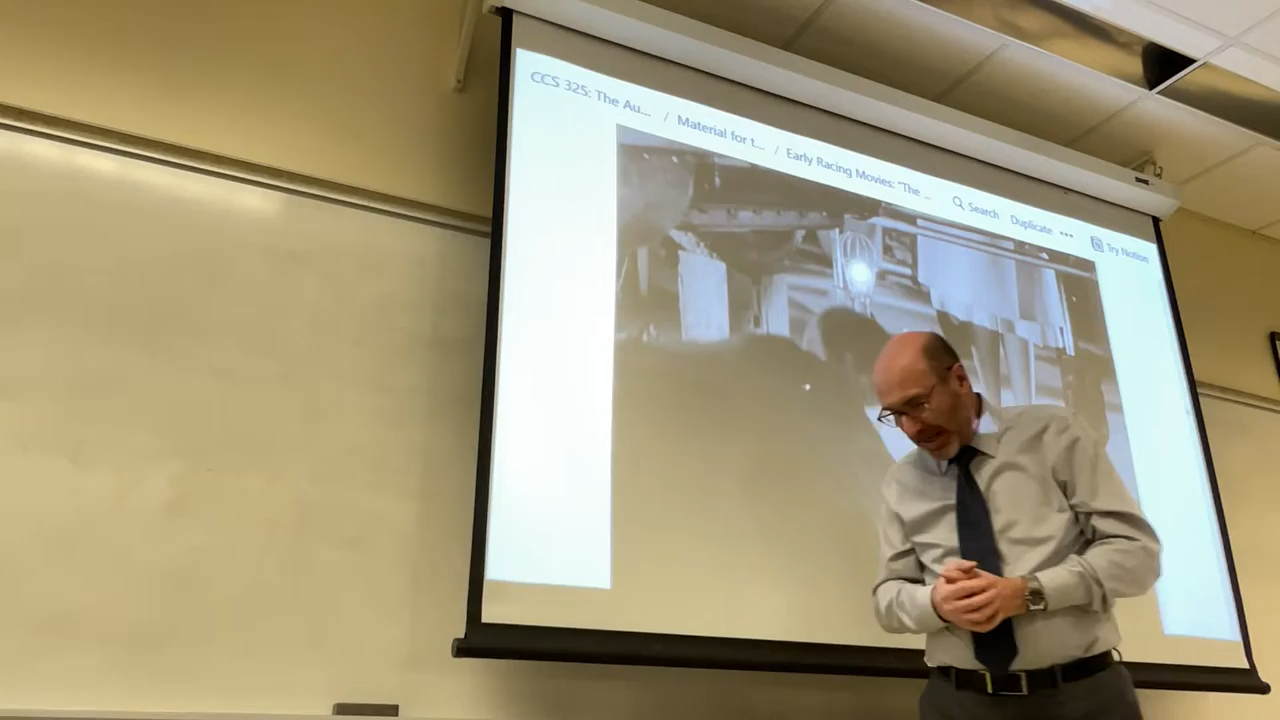 CCS 325: The Au... / Material for t... / Early Racing Movies: "The ... Search Duplicate ••• Try Notion